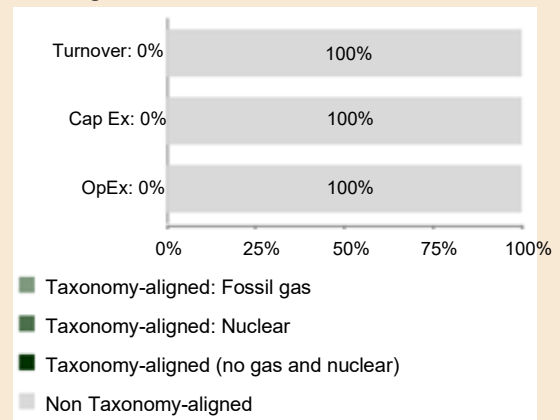 Turnover: 0% 100%
Cap Ex: 0% 100%
OpEx: 0% 100%
0% 25% 50% 75% 100%
Taxonomy-aligned: Fossil gas
Taxonomy-aligned: Nuclear
Taxonomy-aligned (no gas and nuclear)
Non Taxonomy-aligned